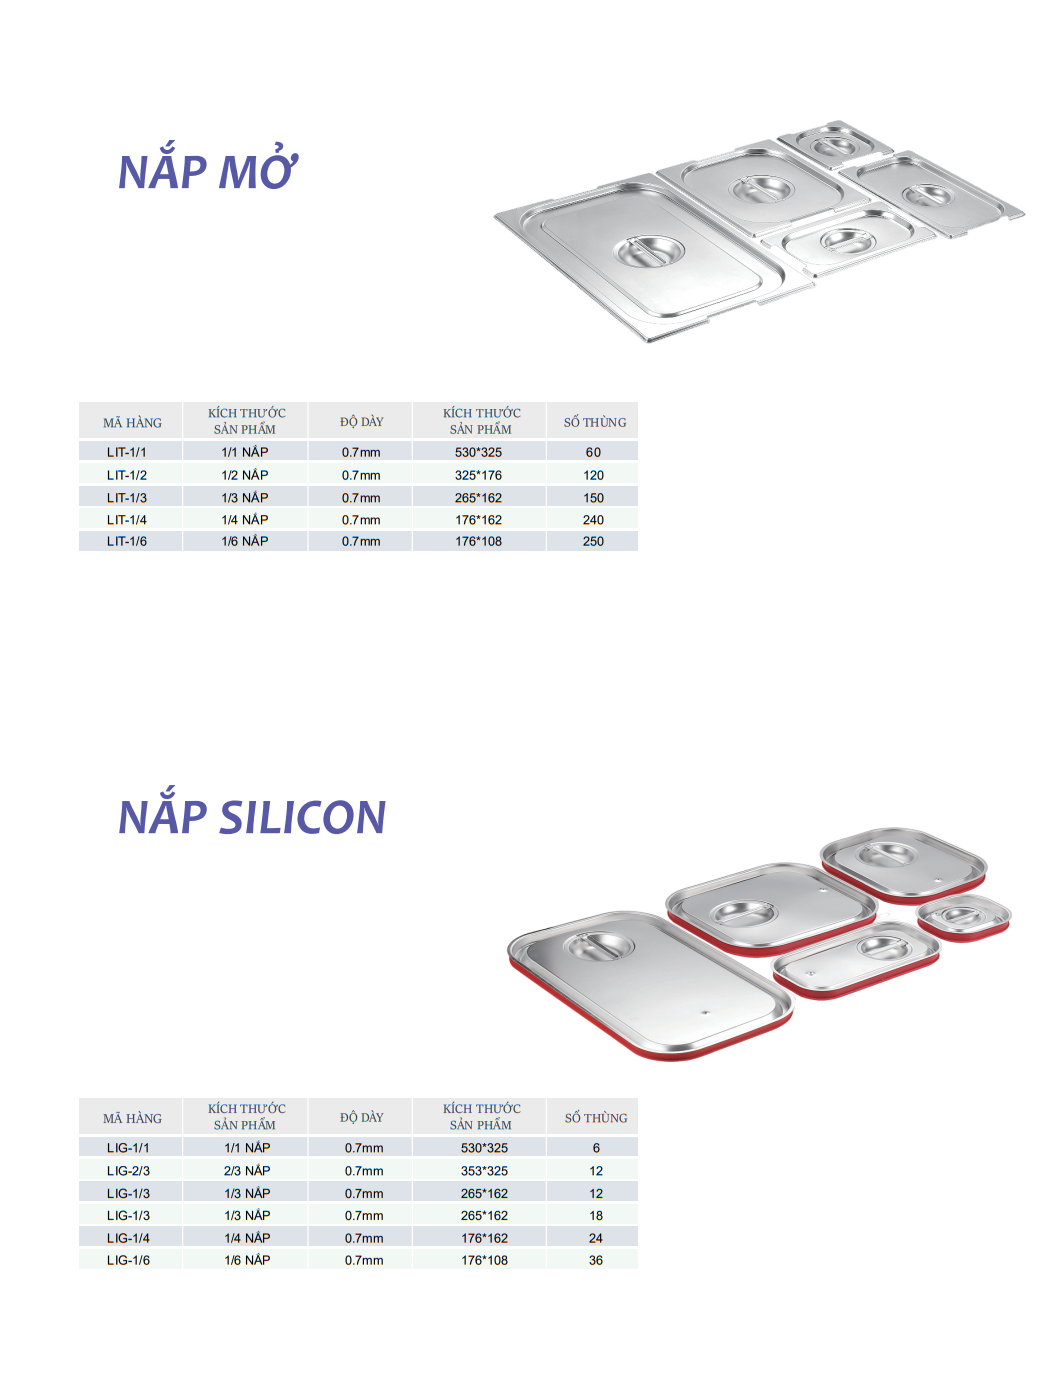 NẮP MỞ
MÃ HÀNG KÍCH THƯỚC SẢN PHẨM ĐỘ DÀY KÍCH THƯỚC SẢN PHẨM SỐ THÙNG
LIT-1/1 1/1 NẮP 0.7mm 530*325 60
LIT-1/2 1/2 NẮP 0.7mm 325*176 120
LIT-1/3 1/3 NẮP 0.7mm 265*162 150
LIT-1/4 1/4 NẮP 0.7mm 176*162 240
LIT-1/6 1/6 NẮP 0.7mm 176*108 250
NẮP SILICON
MÃ HÀNG KÍCH THƯỚC SẢN PHẨM ĐỘ DÀY KÍCH THƯỚC SẢN PHẨM SỐ THÙNG
LIG-1/1 1/1 NẮP 0.7mm 530*325 6
LIG-2/3 2/3 NẮP 0.7mm 353*325 12
LIG-1/3 1/3 NẮP 0.7mm 265*162 12
LIG-1/3 1/3 NẮP 0.7mm 265*162 18
LIG-1/4 1/4 NẮP 0.7mm 176*162 24
LIG-1/6 1/6 NẮP 0.7mm 176*108 36